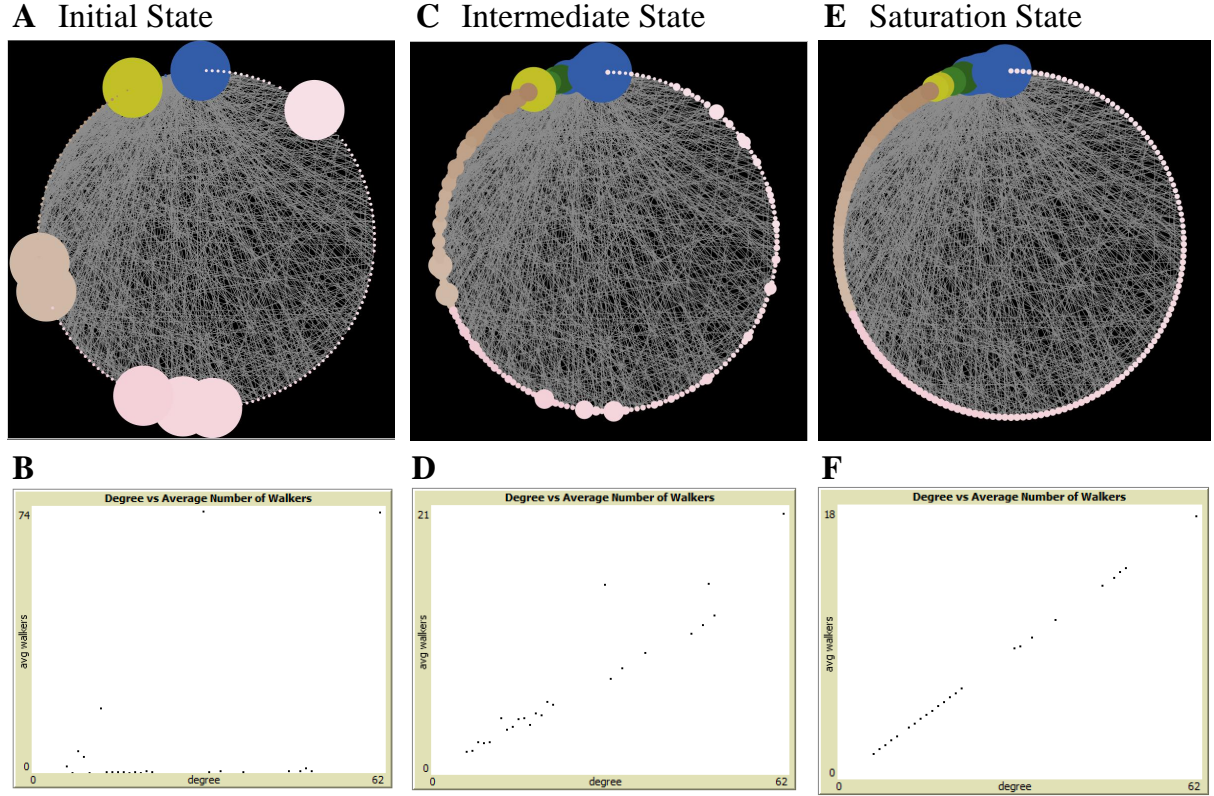 A Initial State
C Intermediate State
E Saturation State
B
D
F
Degree vs Average Number of Walkers
74
avg walkers
0
0
degree
62
Degree vs Average Number of Walkers
21
avg walkers
0
0
degree
62
Degree vs Average Number of Walkers
18
avg walkers
0
0
degree
62